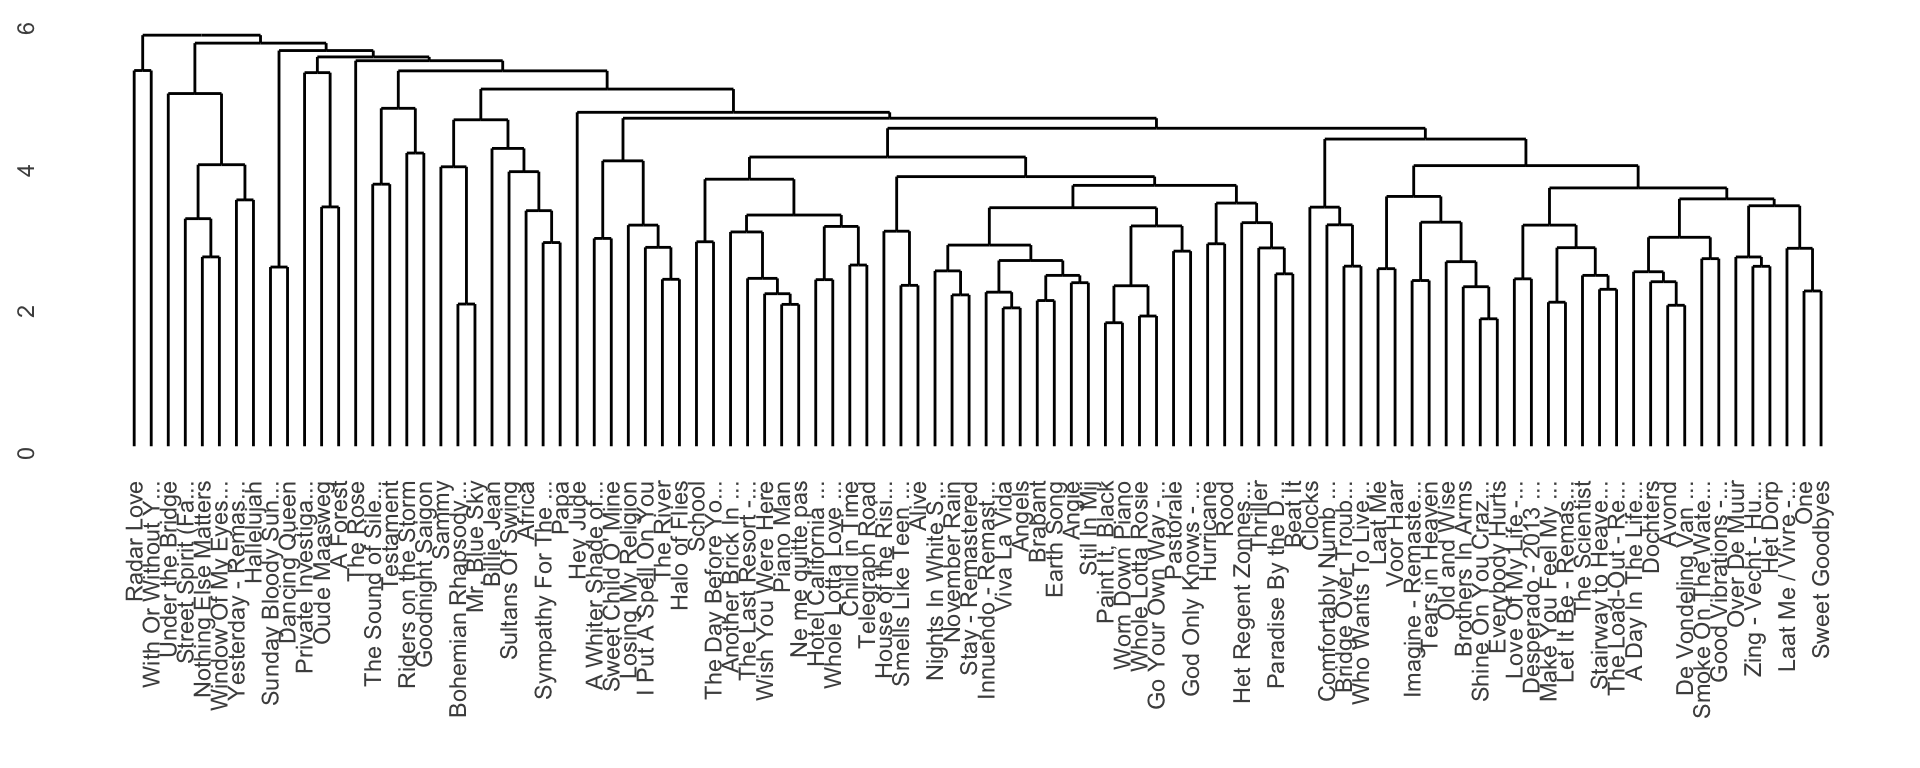 6
4
2
0
Radar Love
With Or Without Y...
Under the Bridge
Street Spirit (Fa...
Nothing Else Matters
Window Of My Eyes...
Yesterday - Remas...
Hallelujah
Sunday Bloody Sun...
Dancing Queen
Private Investiga...
Oude Maasweg
A Forest
The Rose
The Sound of Sile...
Testament
Riders on the Storm
Goodnight Saigon
Sammy
Bohemian Rhapsody...
Mr. Blue Sky
Billie Jean
Sultans Of Swing
Africa
Sympathy For The ...
Papa
Hey Jude
A Whiter Shade of...
Sweet Child O' Mine
Losing My Religion
I Put A Spell On You
The River
Halo of Flies
School
The Day Before Yo...
Another Brick In ...
The Last Resort -...
Wish You Were Here
Piano Man
Ne me quitte pas
Hotel California ...
Whole Lotta Love ...
Child in Time
Telegraph Road
House of the Risi...
Smells Like Teen ...
Alive
Nights In White S...
November Rain
Stay - Remastered
Innuendo - Remast...
Viva La Vida
Angels
Brabant
Earth Song
Angie
Still In Mij
Paint It, Black
Worn Down Piano
Whole Lotta Rosie
Go Your Own Way -...
Pastorale
God Only Knows - ...
Hurricane
Rood
Het Regent Zonnes...
Thriller
Paradise By the D...
Beat It
Clocks
Comfortably Numb ...
Bridge Over Troub...
Who Wants To Live...
Laat Me
Voor Haar
Imagine - Remaste...
Tears in Heaven
Old and Wise
Brothers In Arms
Shine On You Craz...
Everybody Hurts
Love Of My Life -...
Desperado - 2013 ...
Make You Feel My ...
Let It Be - Remas...
The Scientist
Stairway to Heave...
The Load-Out - Re...
A Day In The Life...
Dochters
Avond
De Vondeling Van ...
Smoke On The Wate...
Good Vibrations -...
Over De Muur
Zing - Vecht - Hu...
Het Dorp
Laat Me / Vivre -...
One
Sweet Goodbyes